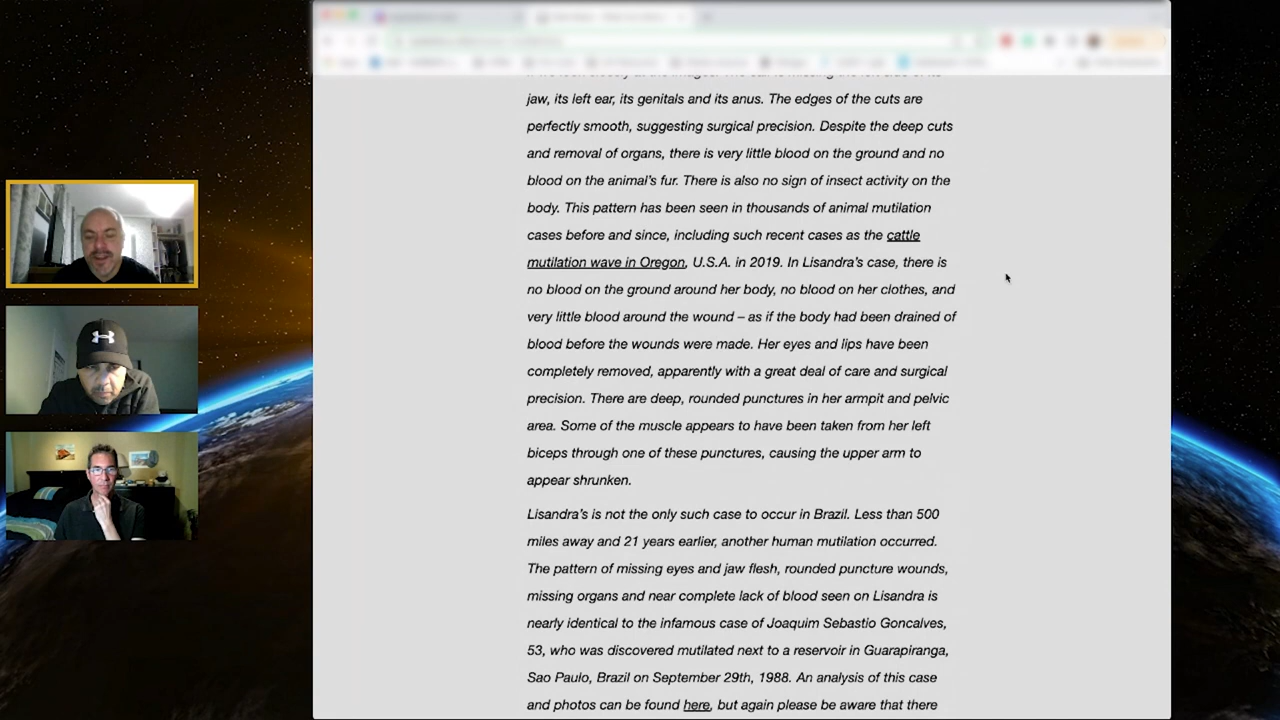 jaw, its left ear, its genitals and its anus. The edges of the cuts are
perfectly smooth, suggesting surgical precision. Despite the deep cuts
and removal of organs, there is very little blood on the ground and no
blood on the animal's fur. There is also no sign of insect activity on the
body. This pattern has been seen in thousands of animal mutilation
cases before and since, including such recent cases as the cattle
mutilation wave in Oregon, U.S.A. in 2019. In Lisandra's case, there is
no blood on the ground around her body, no blood on her clothes, and
very little blood around the wound – as if the body had been drained of
blood before the wounds were made. Her eyes and lips have been
completely removed, apparently with a great deal of care and surgical
precision. There are deep, rounded punctures in her armpit and pelvic
area. Some of the muscle appears to have been taken from her left
biceps through one of these punctures, causing the upper arm to
appear shrunken.
Lisandra's is not the only such case to occur in Brazil. Less than 500
miles away and 21 years earlier, another human mutilation occurred.
The pattern of missing eyes and jaw flesh, rounded puncture wounds,
missing organs and near complete lack of blood seen on Lisandra is
nearly identical to the infamous case of Joaquim Sebastio Goncalves,
53, who was discovered mutilated next to a reservoir in Guarapiranga,
Sao Paulo, Brazil on September 29th, 1988. An analysis of this case
and photos can be found here, but again please be aware that there